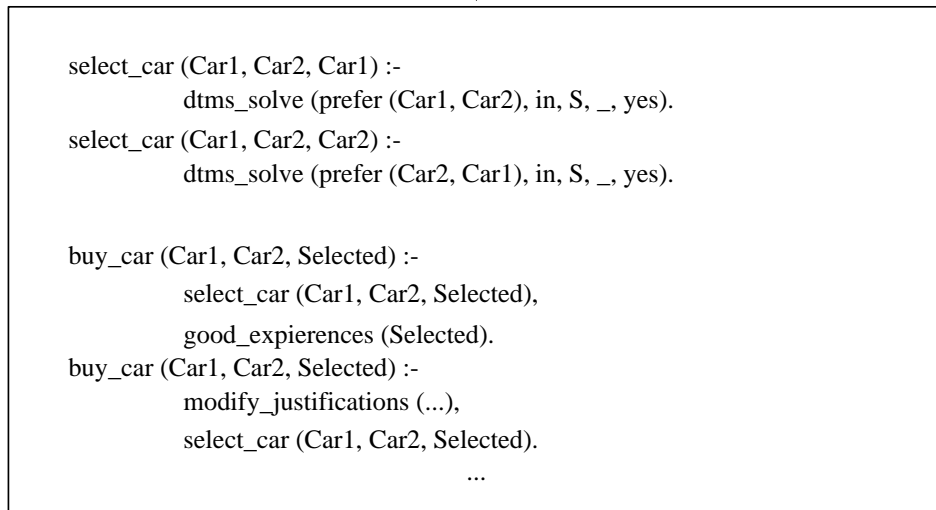 select_car (Car1, Car2, Car1) :-
dtms_solve (prefer (Car1, Car2), in, S, _, yes).
select_car (Car1, Car2, Car2) :-
dtms_solve (prefer (Car2, Car1), in, S, _, yes).
buy_car (Car1, Car2, Selected) :-
select_car (Car1, Car2, Selected),
good_expierences (Selected).
buy_car (Car1, Car2, Selected) :-
modify_justifications (...),
select_car (Car1, Car2, Selected).
...